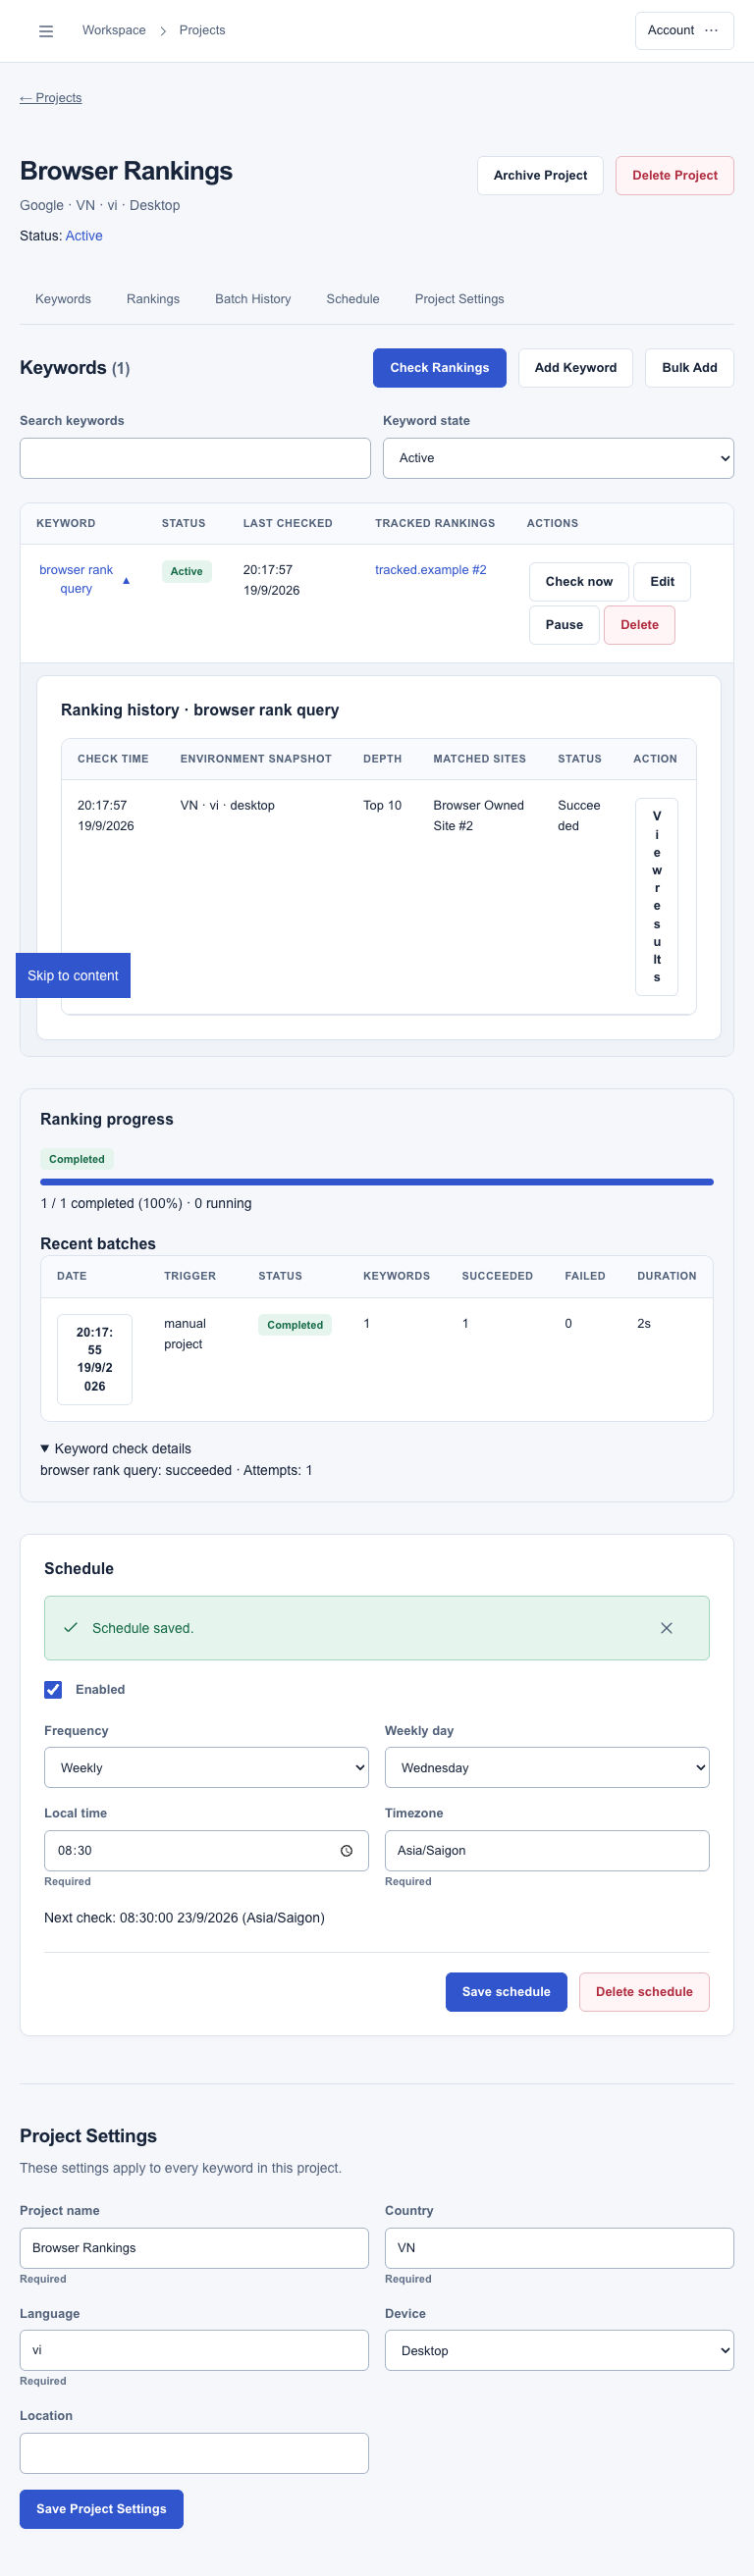 Workspace > Projects
Account ...
← Projects
Browser Rankings
Archive Project
Delete Project
Google · VN · vi · Desktop
Status: Active
Keywords
Rankings
Batch History
Schedule
Project Settings
Keywords (1)
Check Rankings
Add Keyword
Bulk Add
Search keywords
Keyword state
Active
KEYWORD
STATUS
LAST CHECKED
TRACKED RANKINGS
ACTIONS
browser rank
query
▲
Active
20:17:57
19/9/2026
tracked.example #2
Check now
Edit
Pause
Delete
Ranking history · browser rank query
CHECK TIME
ENVIRONMENT SNAPSHOT
DEPTH
MATCHED SITES
STATUS
ACTION
20:17:57
19/9/2026
VN · vi · desktop
Top 10
Browser Owned
Site #2
Succee
ded
V
i
e
w
r
e
s
u
lt
s
Skip to content
Ranking progress
Completed
1 / 1 completed (100%) · 0 running
Recent batches
DATE
TRIGGER
STATUS
KEYWORDS
SUCCEEDED
FAILED
DURATION
20:17:
55
19/9/2
026
manual
project
Completed
1
1
0
2s
▼ Keyword check details
browser rank query: succeeded · Attempts: 1
Schedule
Schedule saved.
Enabled
Frequency
Weekly day
Weekly
Wednesday
Local time
Timezone
08:30
Asia/Saigon
Required
Required
Next check: 08:30:00 23/9/2026 (Asia/Saigon)
Save schedule
Delete schedule
Project Settings
These settings apply to every keyword in this project.
Project name
Country
Browser Rankings
VN
Required
Required
Language
Device
vi
Desktop
Required
Location
Save Project Settings